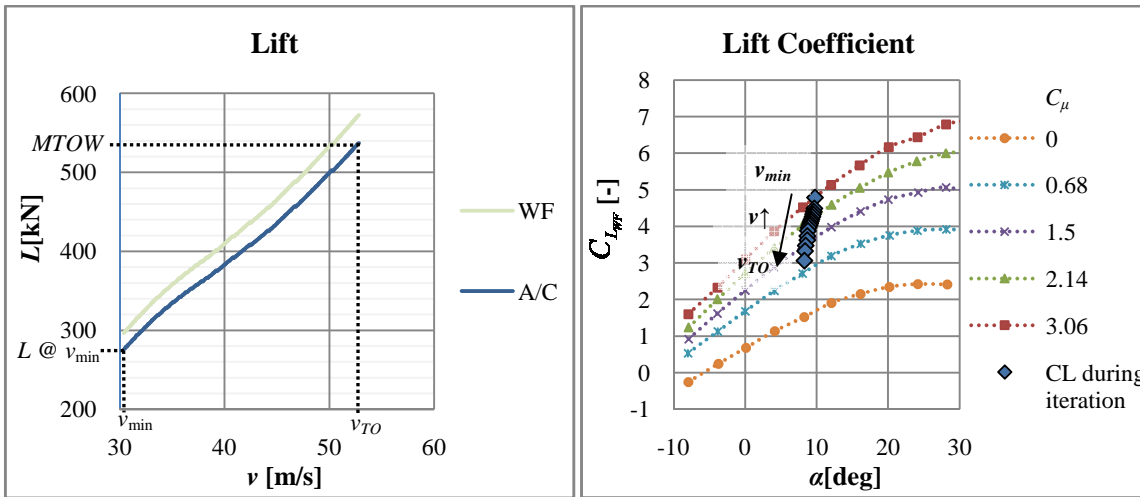 Lift
600
500
400
300
200
MTOW
L @ vmin
L[kN]
vmin
vTO
30
40
50
60
v [m/s]
WF
A/C
Lift Coefficient
8
7
6
5
4
3
2
1
0
-1
CLWF [-]
-10
0
10
20
30
α[deg]
vmin
v↑
vTO
Cμ
0
0.68
1.5
2.14
3.06
CL during
iteration